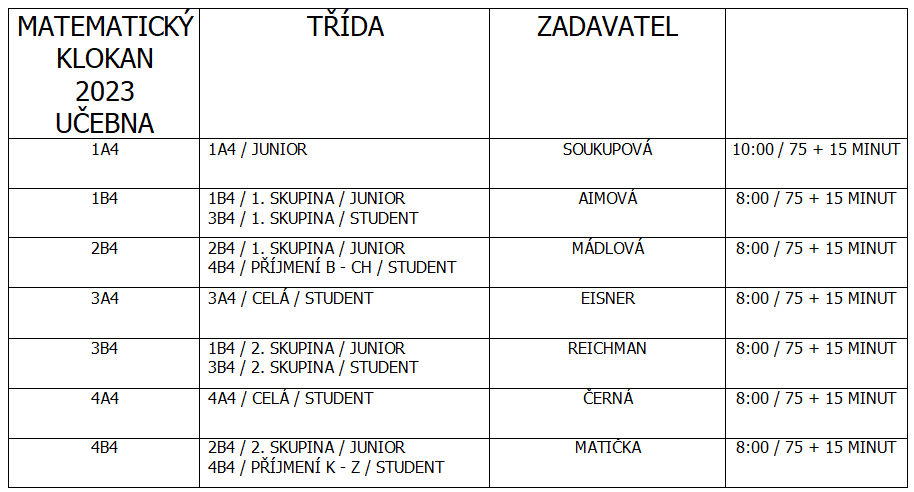 MATEMATICKÝ
KLOKAN
2023
UČEBNA
TŘÍDA
ZADAVATEL
1A4
1A4 / JUNIOR
SOUKUPOVÁ
10:00 / 75 + 15 MINUT
1B4
1B4 / 1. SKUPINA / JUNIOR
3B4 / 1. SKUPINA / STUDENT
AIMOVÁ
8:00 / 75 + 15 MINUT
2B4
2B4 / 1. SKUPINA / JUNIOR
4B4 / PŘÍJMENÍ B - CH / STUDENT
MÁDLOVÁ
8:00 / 75 + 15 MINUT
3A4
3A4 / CELÁ / STUDENT
EISNER
8:00 / 75 + 15 MINUT
3B4
1B4 / 2. SKUPINA / JUNIOR
3B4 / 2. SKUPINA / STUDENT
REICHMAN
8:00 / 75 + 15 MINUT
4A4
4A4 / CELÁ / STUDENT
ČERNÁ
8:00 / 75 + 15 MINUT
4B4
2B4 / 2. SKUPINA / JUNIOR
4B4 / PŘÍJMENÍ K - Z / STUDENT
MATIČKA
8:00 / 75 + 15 MINUT